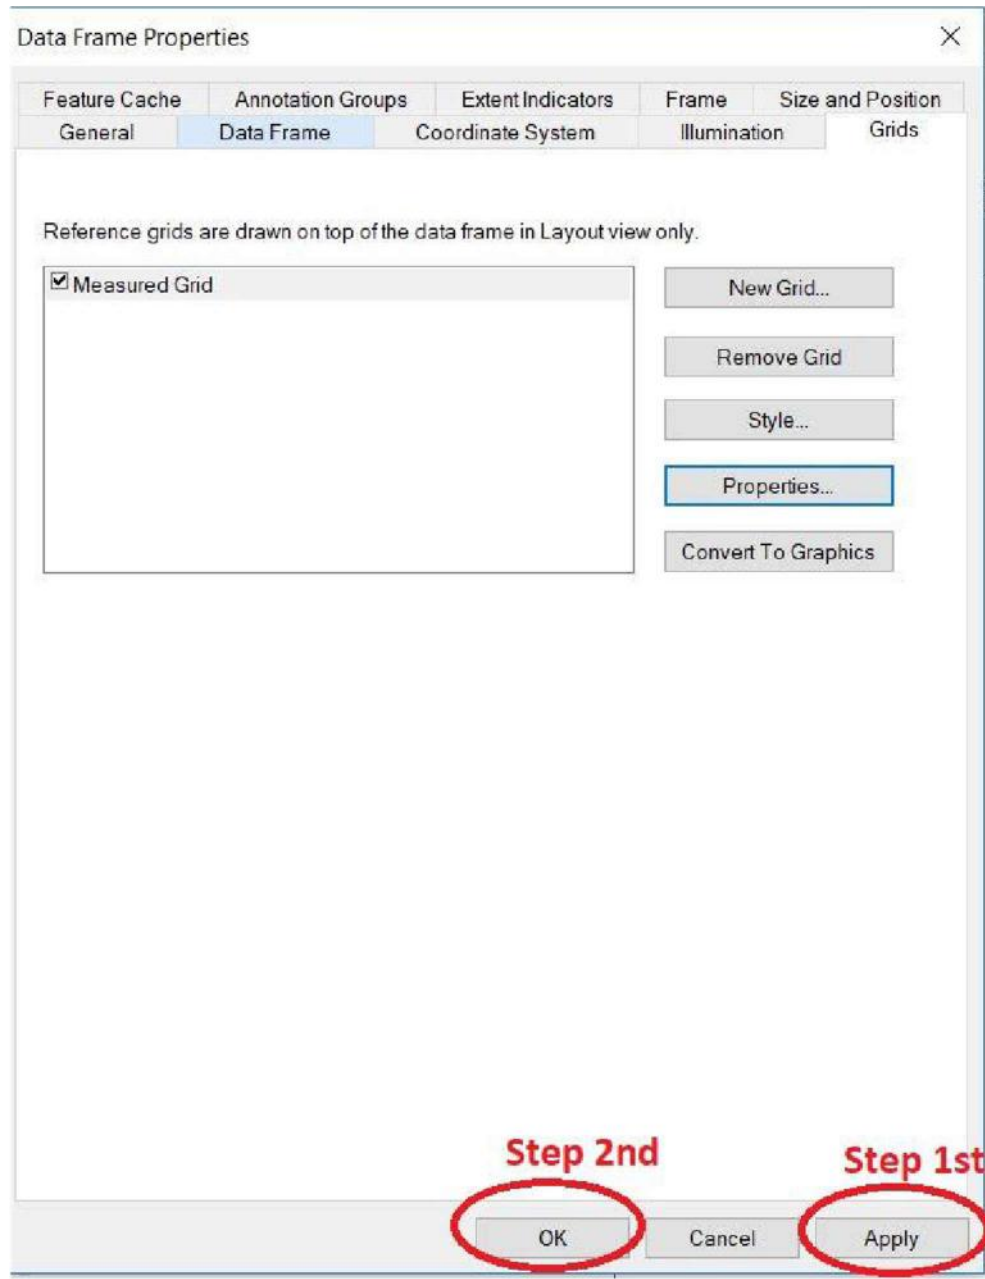 Data Frame Properties
Feature Cache Annotation Groups Extent Indicators Frame Size and Position
General Data Frame Coordinate System Illumination Grids
Reference grids are drawn on top of the data frame in Layout view only.
Measured Grid
New Grid...
Remove Grid
Style...
Properties...
Convert To Graphics
Step 2nd Step 1st
OK Cancel Apply